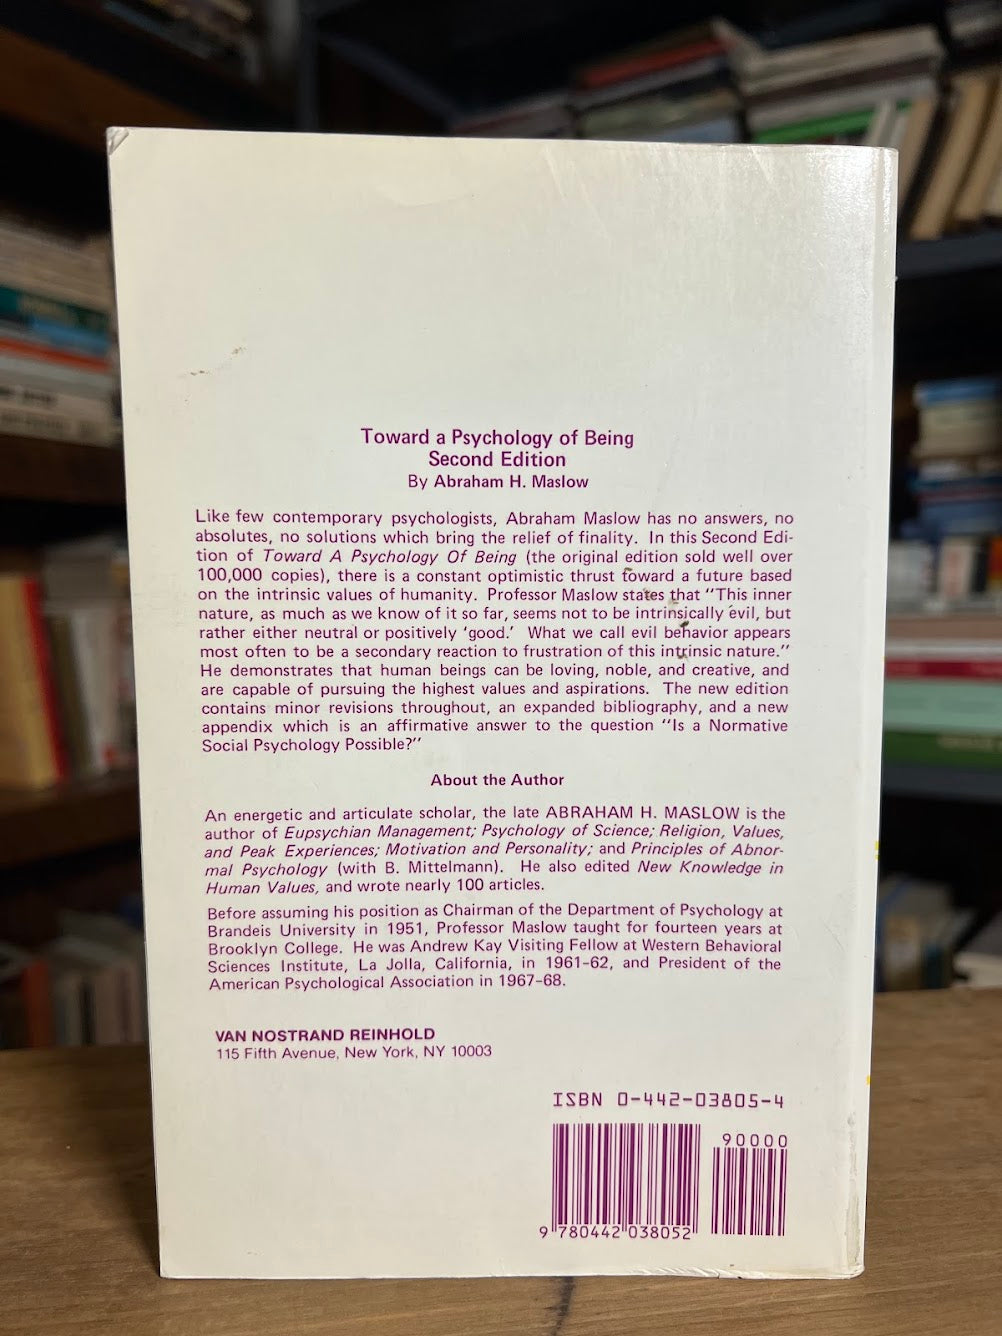 Toward a Psychology of Being
Second Edition
By Abraham H. Maslow
Like few contemporary psychologists, Abraham Maslow has no answers, no
absolutes, no solutions which bring the relief of finality. In this Second Edi-
tion of Toward A Psychology Of Being (the original edition sold well over
100,000 copies), there is a constant optimistic thrust toward a future based
on the intrinsic values of humanity. Professor Maslow states that "This inner
nature, as much as we know of it so far, seems not to be intrinsically evil, but
rather either neutral or positively 'good.' What we call evil behavior appears
most often to be a secondary reaction to frustration of this intrinsic nature."
He demonstrates that human beings can be loving, noble, and creative, and
are capable of pursuing the highest values and aspirations. The new edition
contains minor revisions throughout, an expanded bibliography, and a new
appendix which is an affirmative answer to the question "Is a Normative
Social Psychology Possible?"
About the Author
An energetic and articulate scholar, the late ABRAHAM H. MASLOW is the
author of Eupsychian Management; Psychology of Science; Religion, Values,
and Peak Experiences; Motivation and Personality; and Principles of Abnor-
mal Psychology (with B. Mittelmann). He also edited New Knowledge in
Human Values, and wrote nearly 100 articles.
Before assuming his position as Chairman of the Department of Psychology at
Brandeis University in 1951, Professor Maslow taught for fourteen years at
Brooklyn College. He was Andrew Kay Visiting Fellow at Western Behavioral
Sciences Institute, La Jolla, California, in 1961-62, and President of the
American Psychological Association in 1967-68.
VAN NOSTRAND REINHOLD
115 Fifth Avenue, New York, NY 10003
ISBN 0-442-03805-4
90000
9 780442 038052